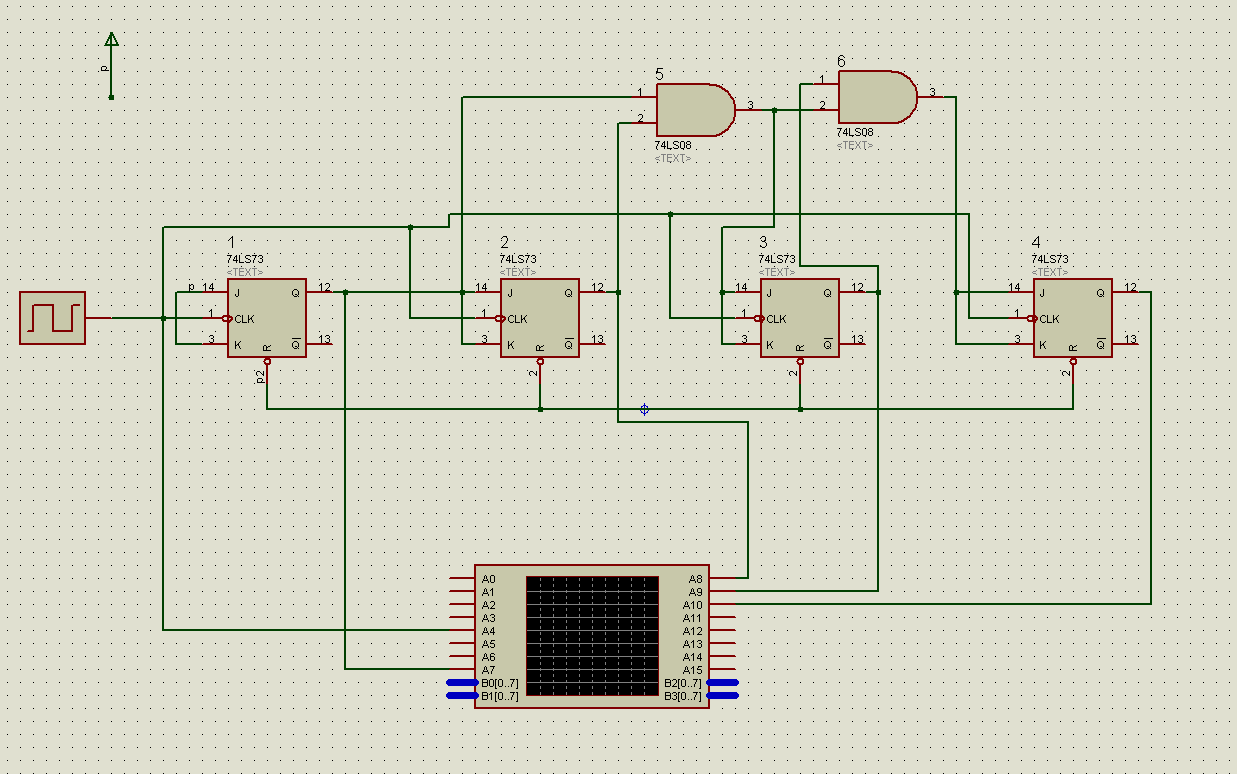 p
5
1
2
3
74LS08
<TEXT>
6
1
2
3
74LS08
<TEXT>
1
74LS73
<TEXT>
p 14 J Q 12
1 CLK
3 K Q 13
R
p2
2
74LS73
<TEXT>
14 J Q 12
1 CLK
3 K Q 13
R
2
3
74LS73
<TEXT>
14 J Q 12
1 CLK
3 K Q 13
R
2
4
74LS73
<TEXT>
14 J Q 12
1 CLK
3 K Q 13
R
2
A0 A8
A1 A9
A2 A10
A3 A11
A4 A12
A5 A13
A6 A14
A7 A15
B0[0..7] B2[0..7]
B1[0..7] B3[0..7]